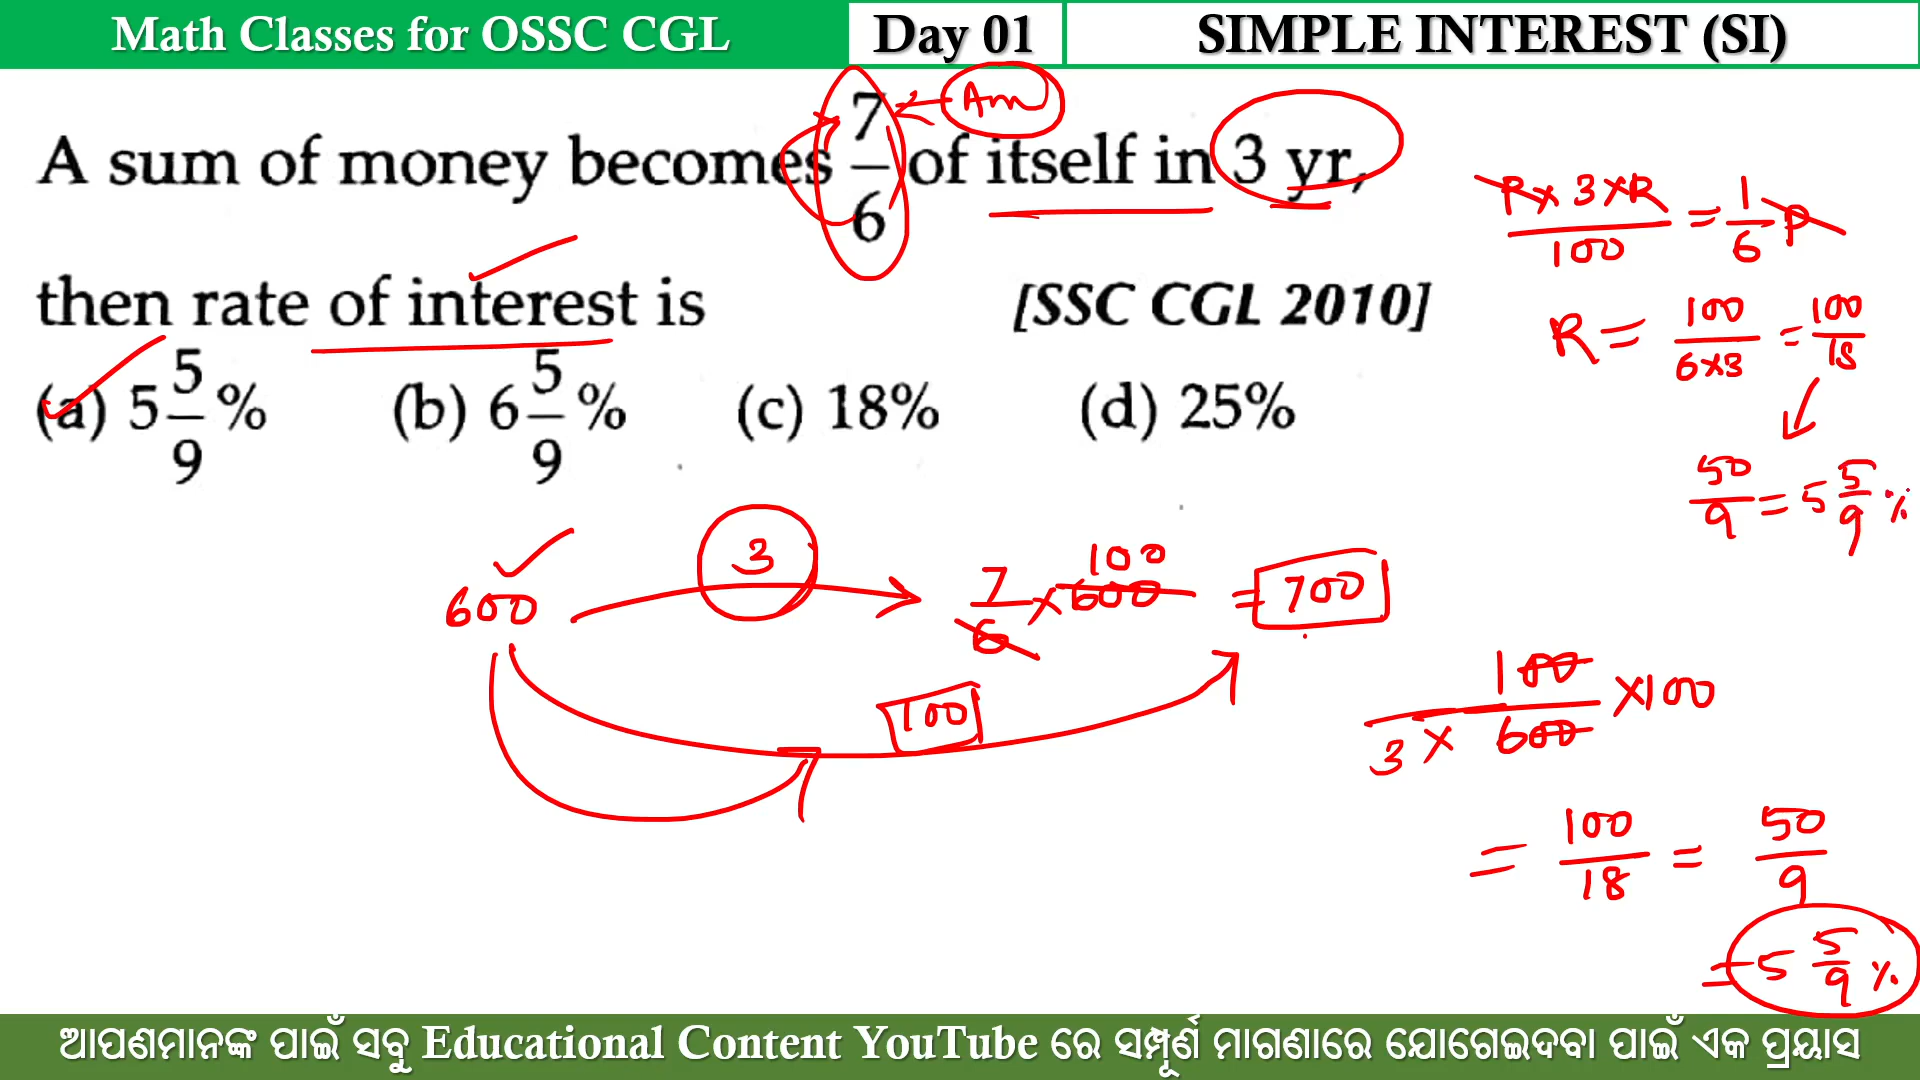 Math Classes for OSSC CGL Day 01 SIMPLE INTEREST (SI)
A sum of money becomes 7/6 of itself in 3 yr,
then rate of interest is [SSC CGL 2010]
(a) 5 5/9 % (b) 6 5/9 % (c) 18% (d) 25%
Am
P × 3 × R / 100 = 1/6 P
R = 100 / 6×3 = 100/18
50/9 = 5 5/9 %
600 3 7/6 × 600 100 = 700
100
100 / 3 × 600 × 100
= 100/18 = 50/9
= 5 5/9 %
ଆପଣମାନଙ୍କ ପାଇଁ ସବୁ Educational Content YouTube ରେ ସମ୍ପୂର୍ଣ ମାଗଣାରେ ଯୋଗେଇଦବା ପାଇଁ ଏକ ପ୍ରୟାସ